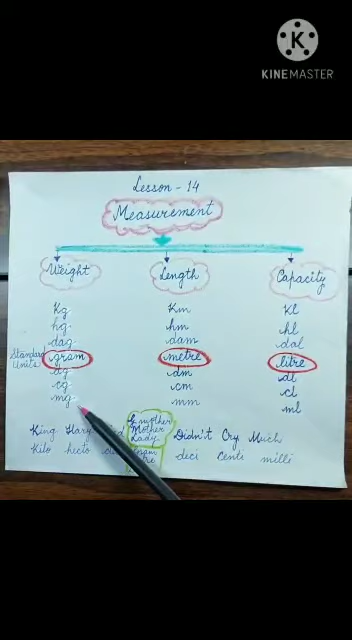 K
KINEMASTER
Lesson - 14
Measurement
Weight Length Capacity
Kg Km Kl
hg hm hl
dag dam dal
Standard Units gram metre litre
dg dm dl
cg cm cl
mg mm ml
King Didn't Cry Much
Mother
Lady
Kilo hecto deci centi milli